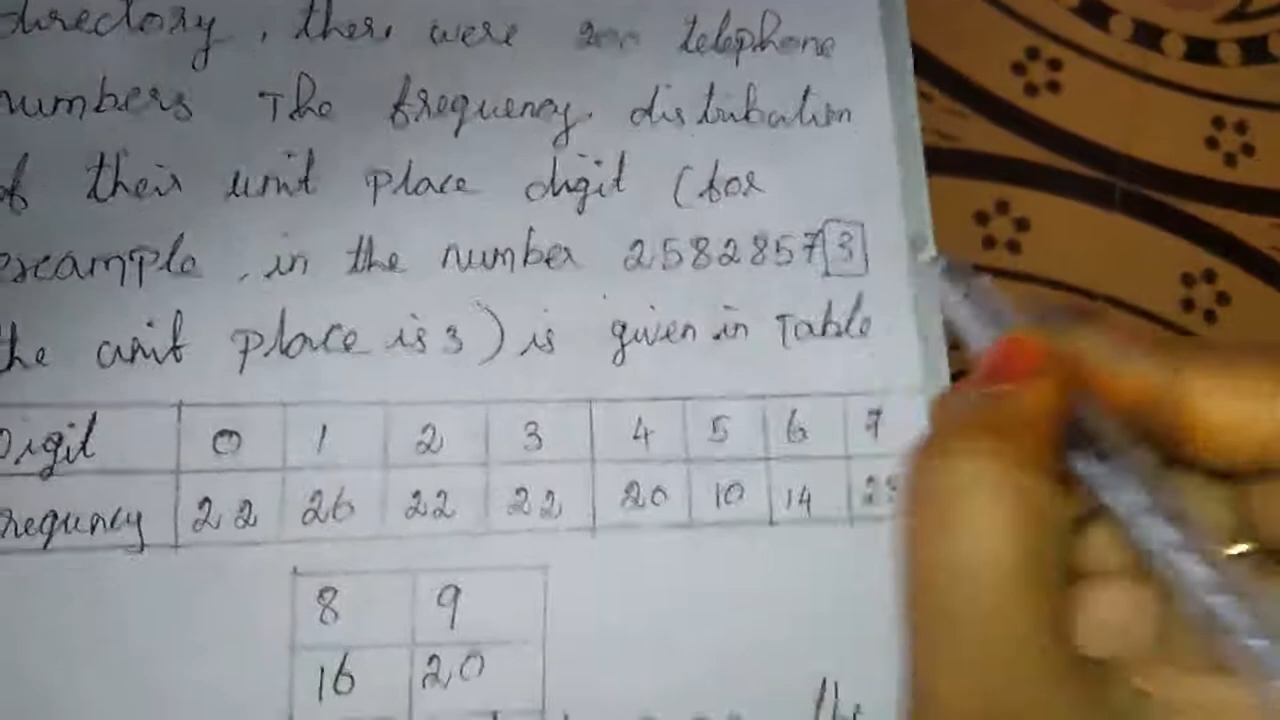 directory, there were 200 telephone
numbers The frequency distribution
of their unit place digit (for
example, in the number 25828573
the unit place is 3) is given in Table
Digit 0 1 2 3 4 5 6 7
frequncy 22 26 22 22 20 10 14
8 9
16 20